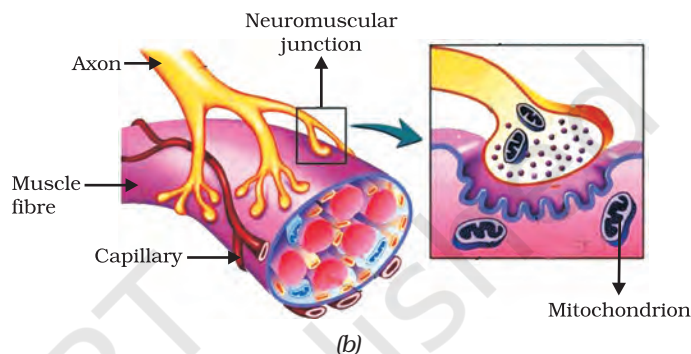 Neuromuscular
junction
Axon
Muscle
fibre
Capillary
Mitochondrion
(b)